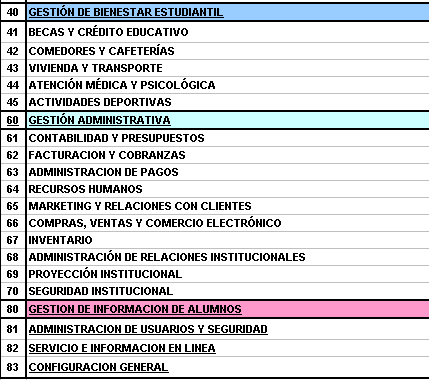 40 GESTIÓN DE BIENESTAR ESTUDIANTIL
41 BECAS Y CRÉDITO EDUCATIVO
42 COMEDORES Y CAFETERÍAS
43 VIVIENDA Y TRANSPORTE
44 ATENCIÓN MÉDICA Y PSICOLÓGICA
45 ACTIVIDADES DEPORTIVAS
60 GESTIÓN ADMINISTRATIVA
61 CONTABILIDAD Y PRESUPUESTOS
62 FACTURACION Y COBRANZAS
63 ADMINISTRACION DE PAGOS
64 RECURSOS HUMANOS
65 MARKETING Y RELACIONES CON CLIENTES
66 COMPRAS, VENTAS Y COMERCIO ELECTRÓNICO
67 INVENTARIO
68 ADMINISTRACIÓN DE RELACIONES INSTITUCIONALES
69 PROYECCIÓN INSTITUCIONAL
70 SEGURIDAD INSTITUCIONAL
80 GESTION DE INFORMACION DE ALUMNOS
81 ADMINISTRACION DE USUARIOS Y SEGURIDAD
82 SERVICIO E INFORMACION EN LINEA
83 CONFIGURACION GENERAL